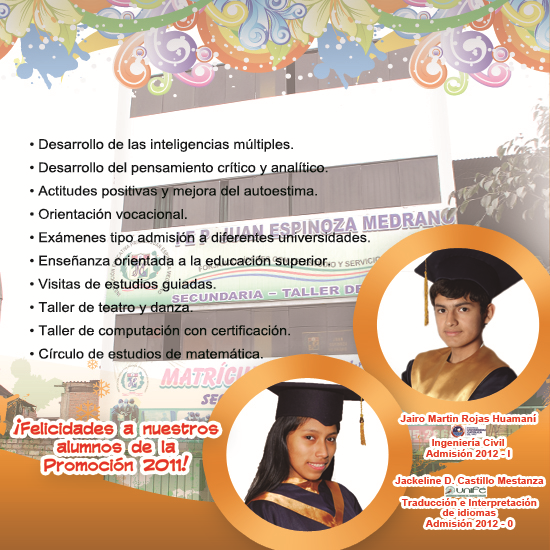 • Desarrollo de las inteligencias múltiples.
• Desarrollo del pensamiento crítico y analítico.
• Actitudes positivas y mejora del autoestima.
• Orientación vocacional.
I.E.P. JUAN ESPINOZA MEDRANO
• Exámenes tipo admisión a diferentes universidades.
• Enseñanza orientada a la educación superior.
Y SERVICIO
• Visitas de estudios guiadas.
SECUNDARIA – TALLER DE
• Taller de teatro y danza.
• Taller de computación con certificación.
• Círculo de estudios de matemática.
¡Felicidades a nuestros
alumnos de la
Promoción 2011!
Jairo Martin Rojas Huamaní
Ingeniería Civil
Admisión 2012 - I
Jackeline D. Castillo Mestanza
unifé
Traducción e Interpretación
de idiomas
Admisión 2012 - 0